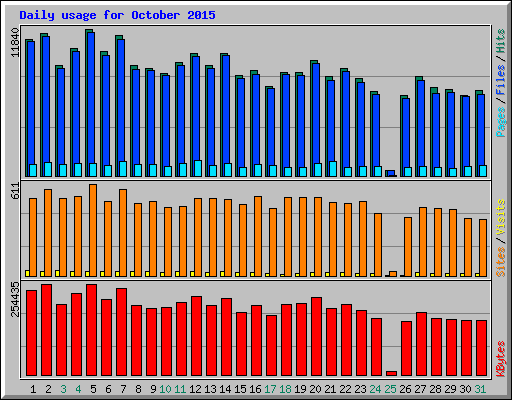 Daily usage for October 2015
11840
Pages / Files / Hits
611
Sites / Visits
254435
KBytes
1 2 3 4 5 6 7 8 9 10 11 12 13 14 15 16 17 18 19 20 21 22 23 24 25 26 27 28 29 30 31